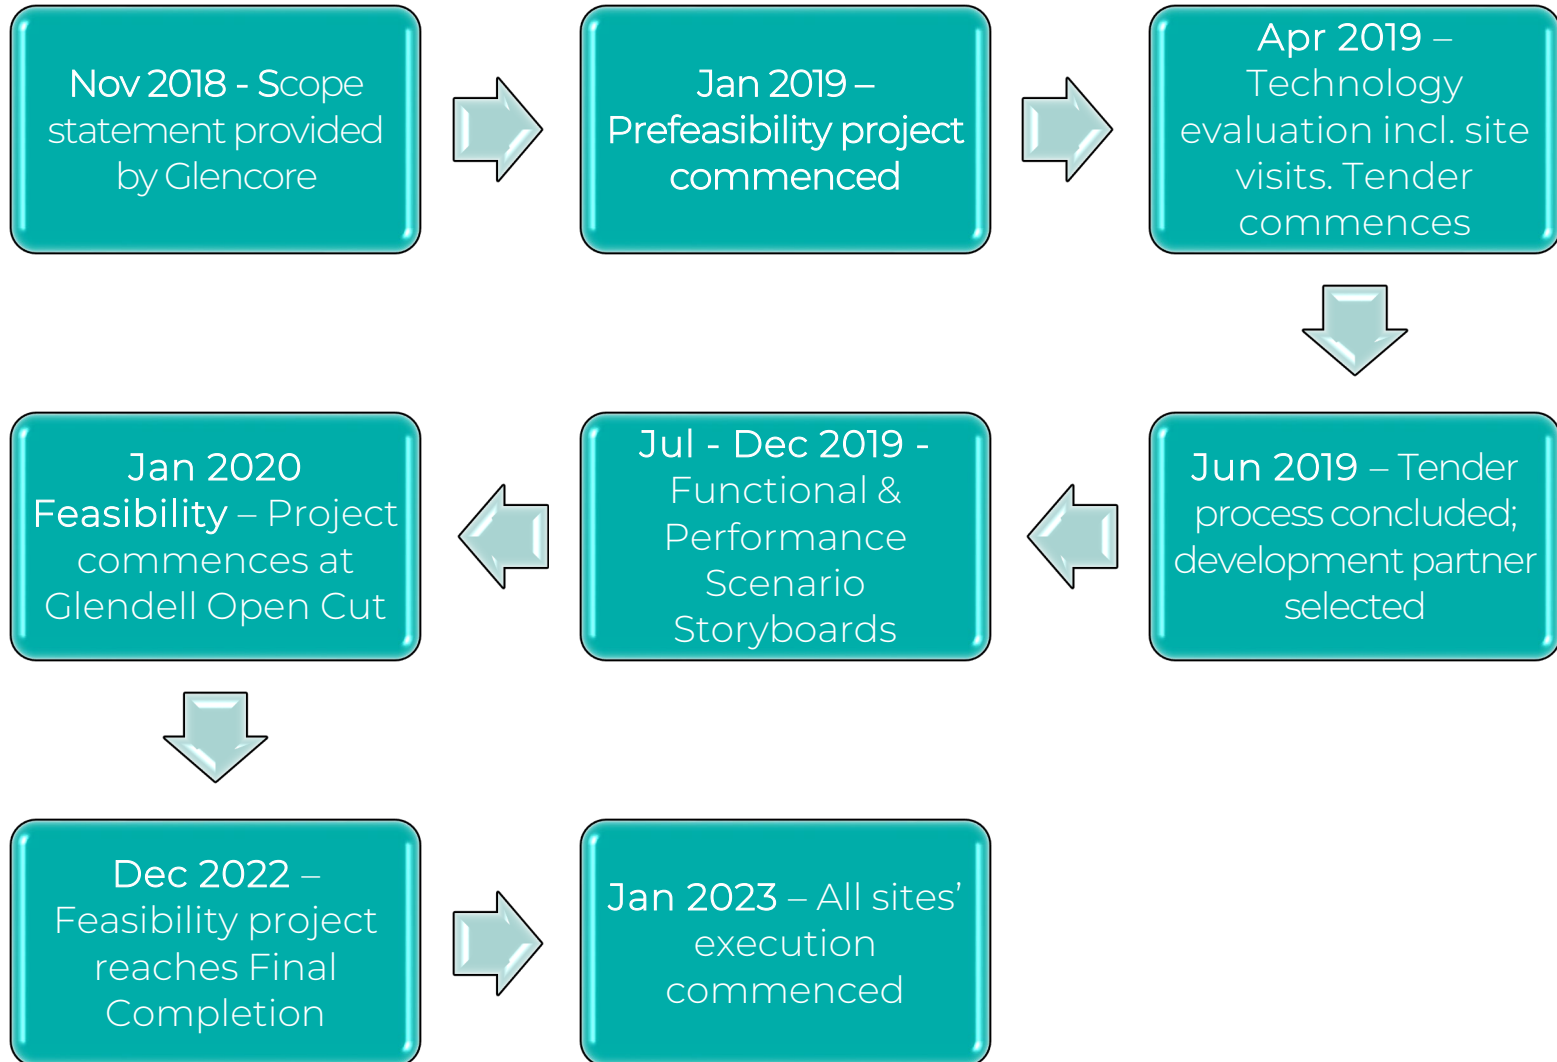 Nov 2018 - Scope
statement provided
by Glencore
Jan 2019 –
Prefeasibility project
commenced
Apr 2019 –
Technology
evaluation incl. site
visits. Tender
commences
Jun 2019 – Tender
process concluded;
development partner
selected
Jul - Dec 2019 -
Functional &
Performance
Scenario
Storyboards
Jan 2020
Feasibility – Project
commences at
Glendell Open Cut
Dec 2022 –
Feasibility project
reaches Final
Completion
Jan 2023 – All sites’
execution
commenced